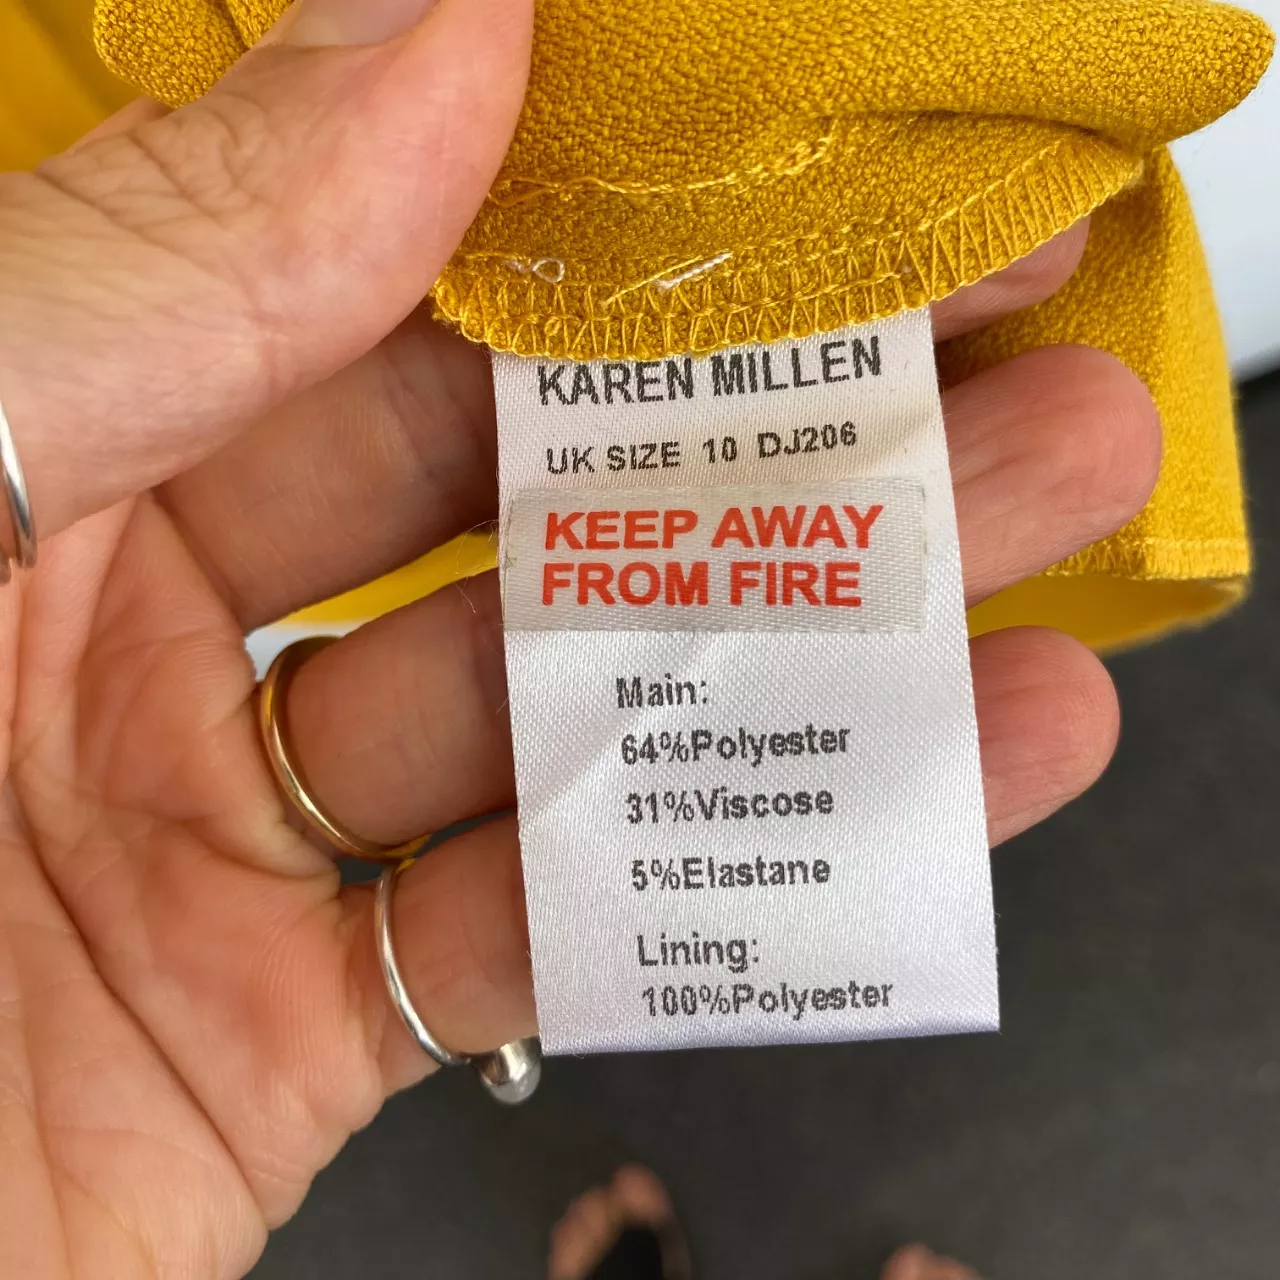 KAREN MILLEN
UK SIZE 10 DJ206
KEEP AWAY
FROM FIRE
Main:
64%Polyester
31%Viscose
5%Elastane
Lining:
100%Polyester